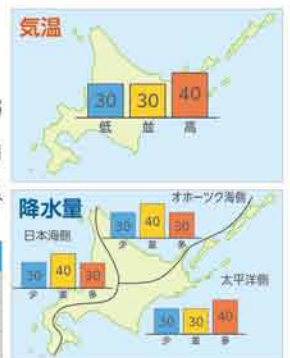 気温
30 30 40
低 並 高
降水量
オホーツク海側
30 40 30
少 並 多
日本海側
30 40 30
少 並 多
太平洋側
30 30 40
少 並 多